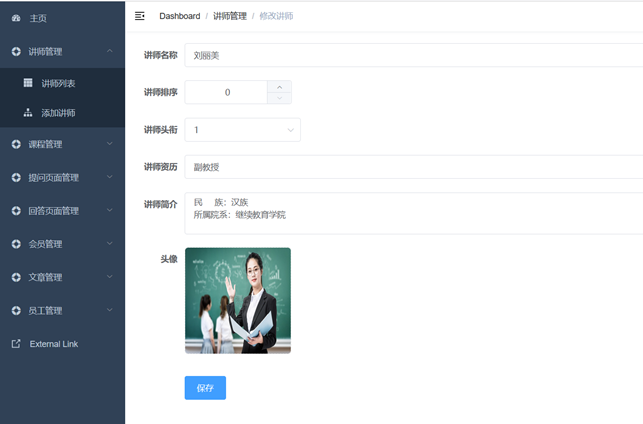 主页
讲师管理
讲师列表
添加讲师
课程管理
提问页面管理
回答页面管理
会员管理
文章管理
员工管理
External Link
Dashboard / 讲师管理 / 修改讲师
讲师名称 刘丽美
讲师排序 0
讲师头衔 1
讲师资历 副教授
讲师简介 民 族：汉族
所属院系：继续教育学院
头像
保存